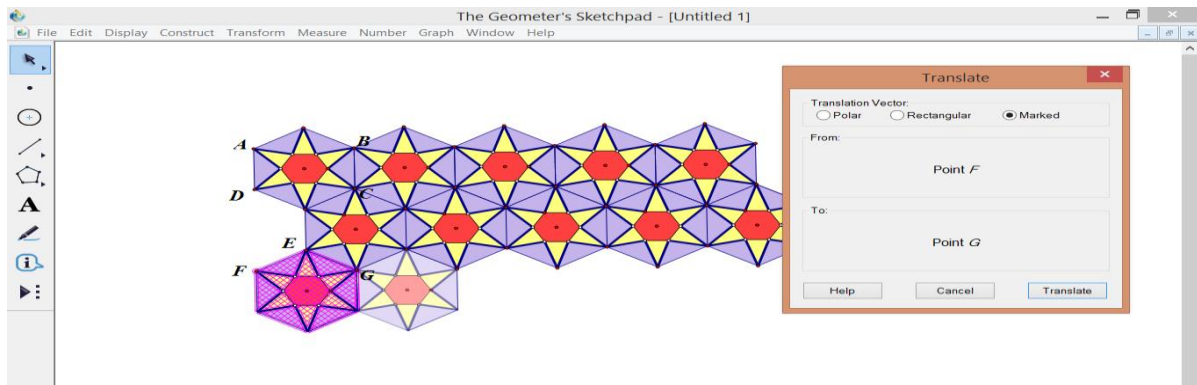 The Geometer's Sketchpad - [Untitled 1]
File Edit Display Construct Transform Measure Number Graph Window Help
A
A B
D C
E
F G
Translate
Translation Vector:
Polar Rectangular Marked
From:
Point F
To:
Point G
Help Cancel Translate